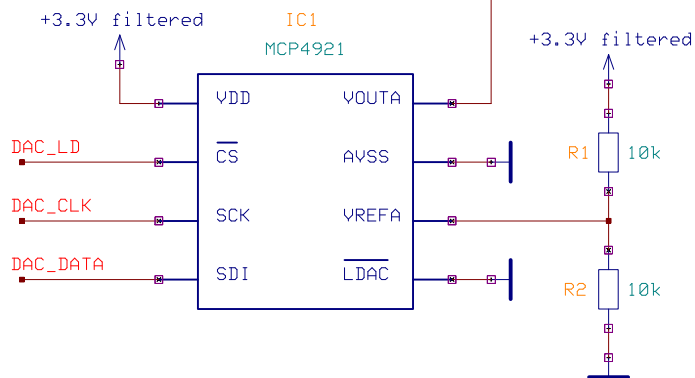 +3.3V filtered
IC1
MCP4921
+3.3V filtered
VDD
VOUTA
DAC_LD
CS
AVSS
R1
10k
DAC_CLK
SCK
VREFA
DAC_DATA
SDI
LDAC
R2
10k